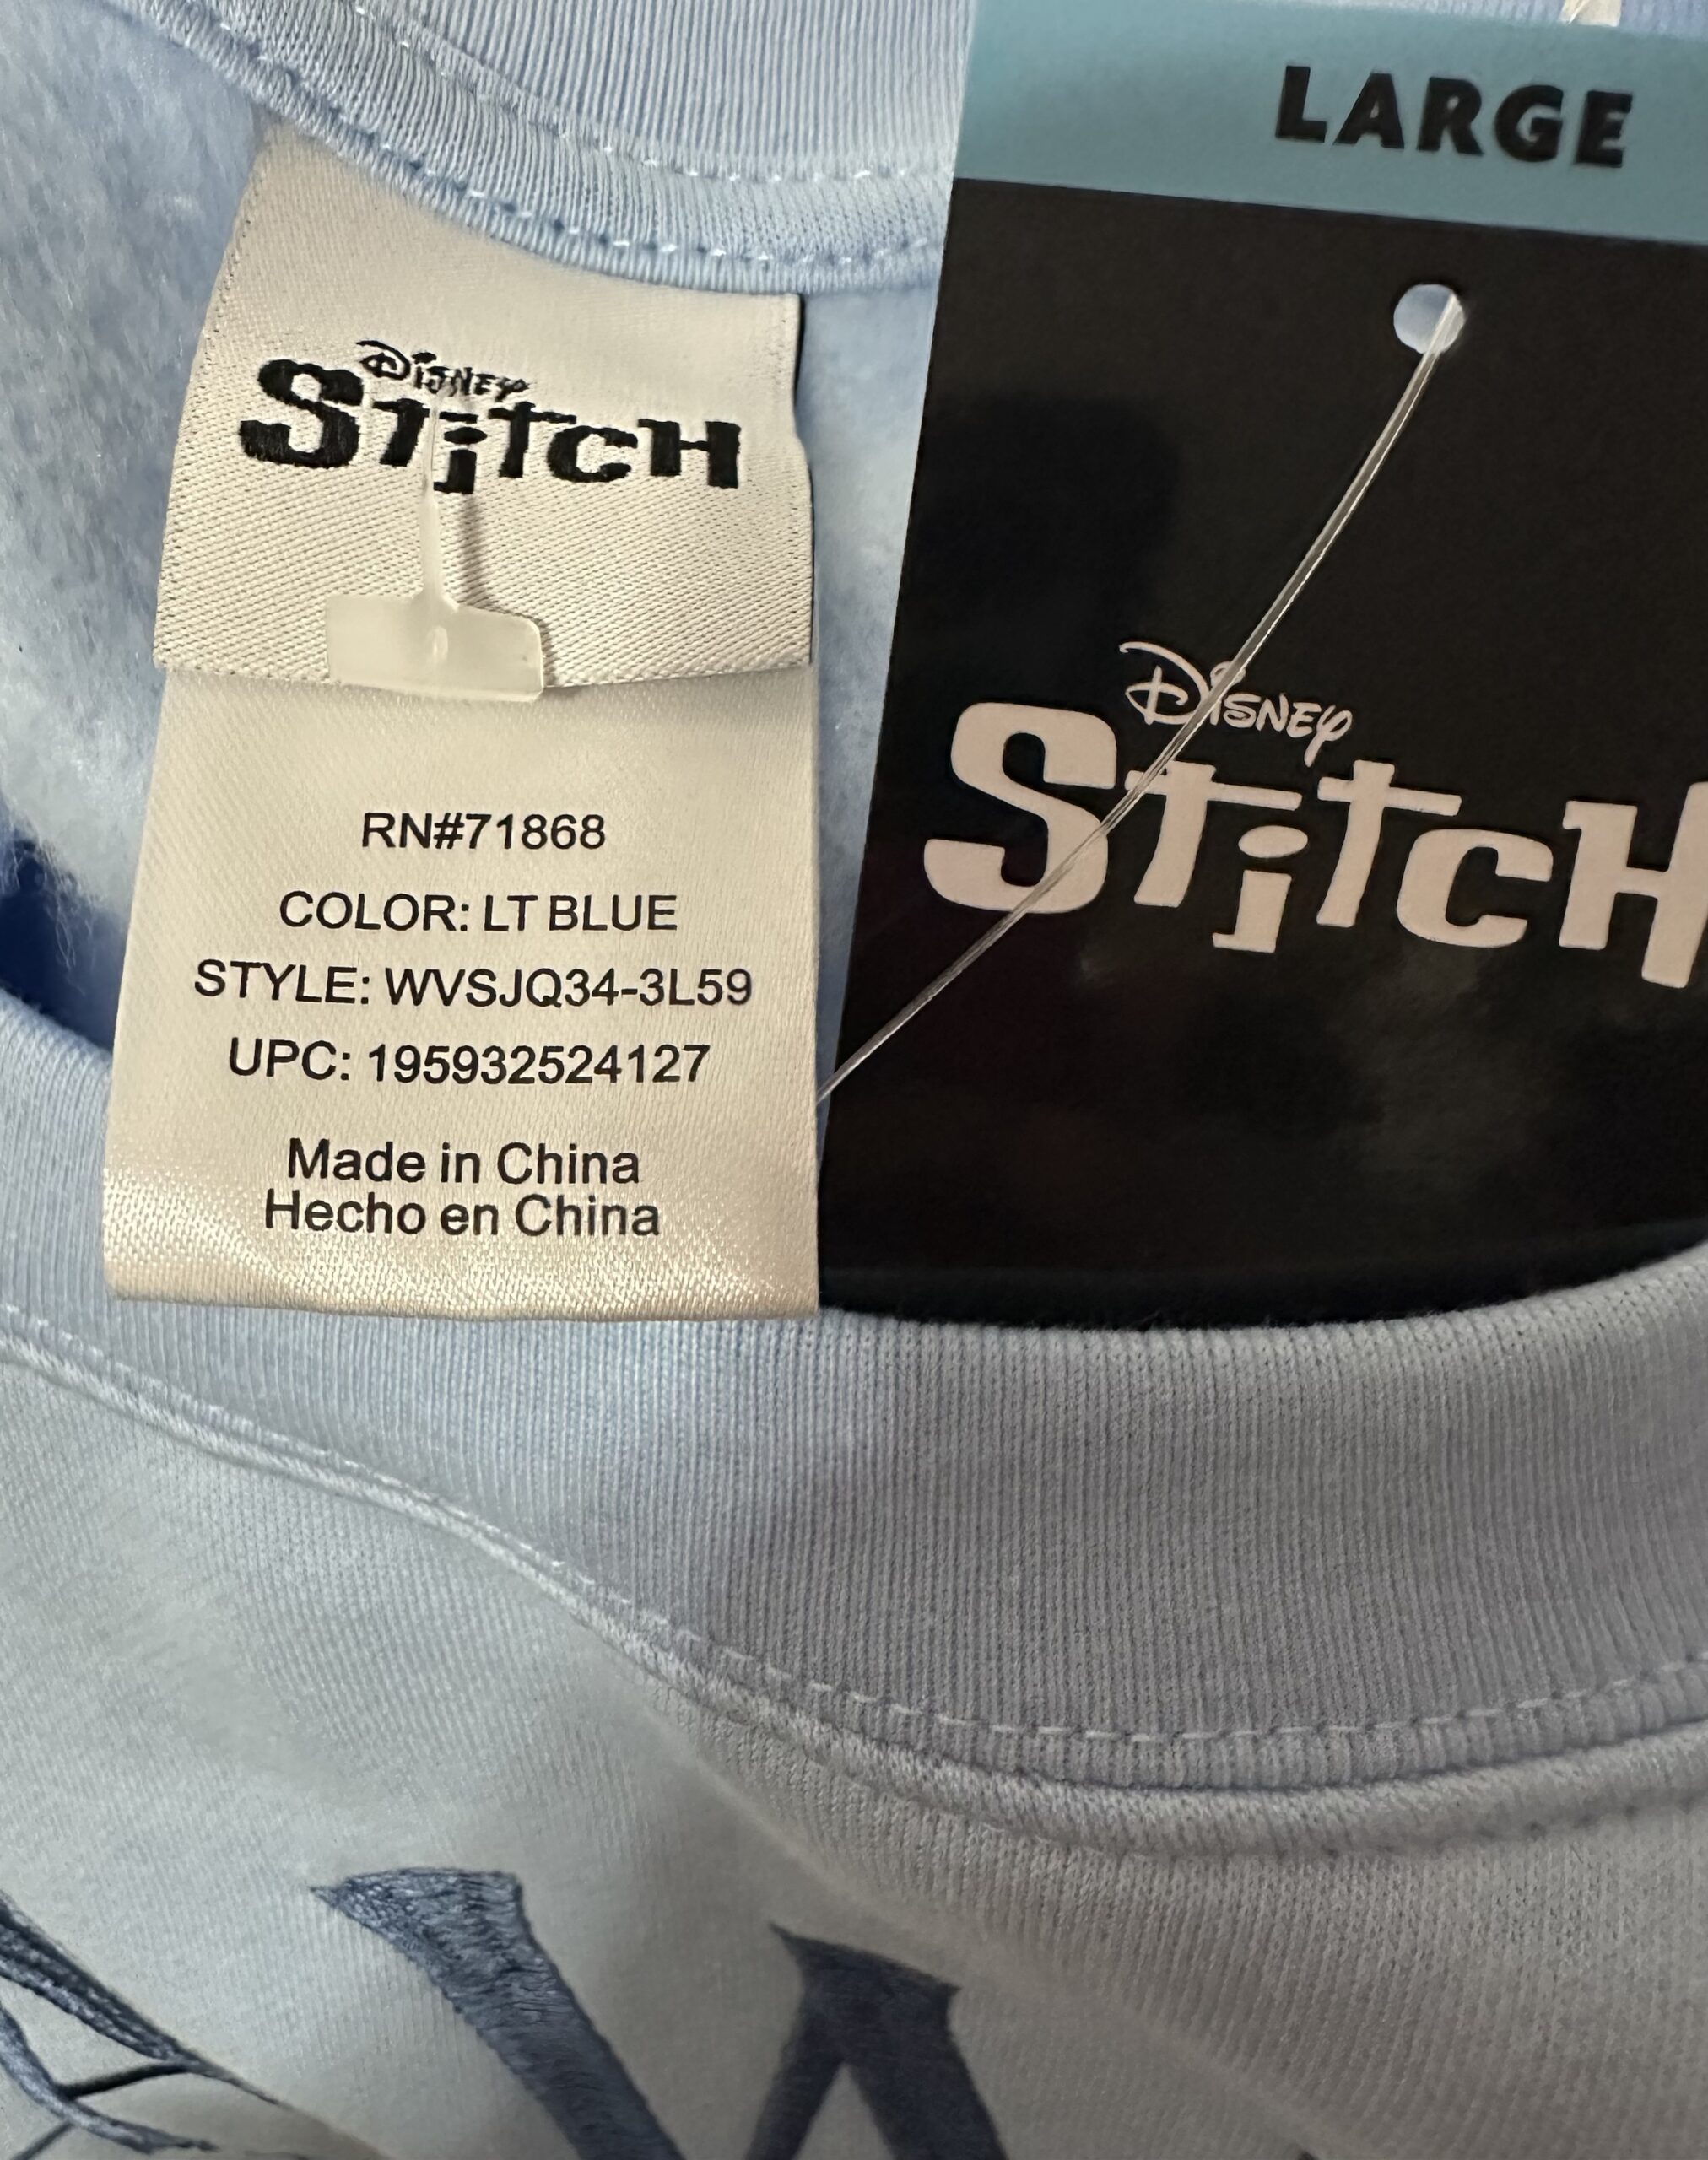 LARGE
Disney
Stitch
RN#71868
COLOR: LT BLUE
STYLE: WVSJQ34-3L59
UPC: 195932524127
Made in China
Hecho en China
Disney
Stitch